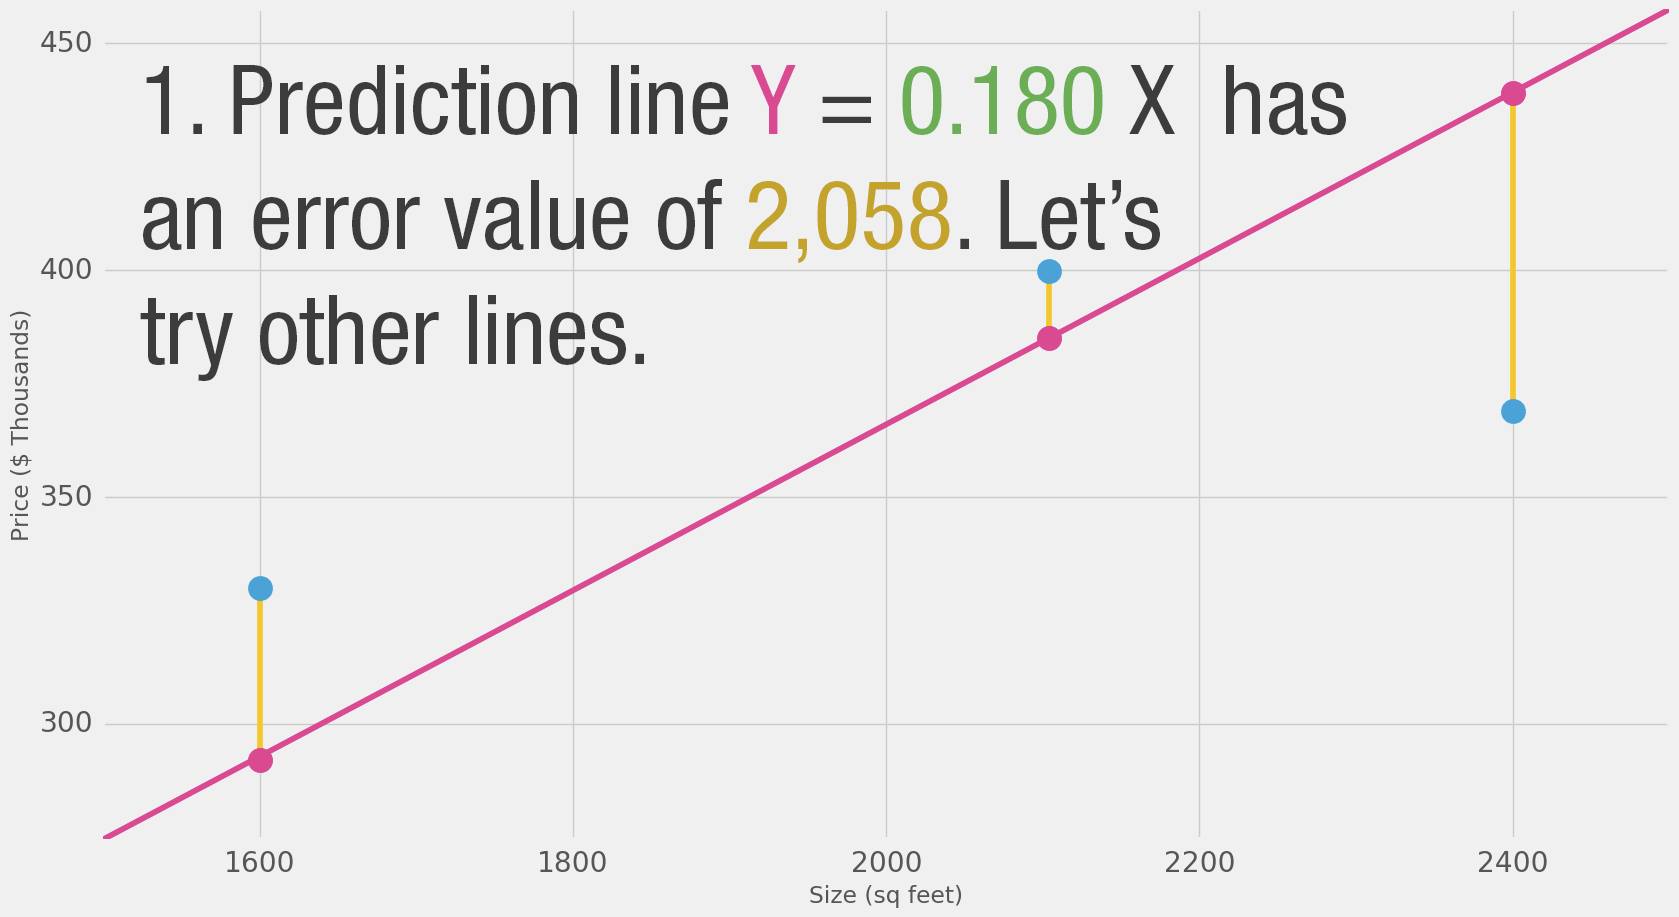 450
1. Prediction line Y = 0.180 X has
an error value of 2,058. Let’s
400
try other lines.
Price ($ Thousands)
350
300
1600 1800 2000 2200 2400
Size (sq feet)